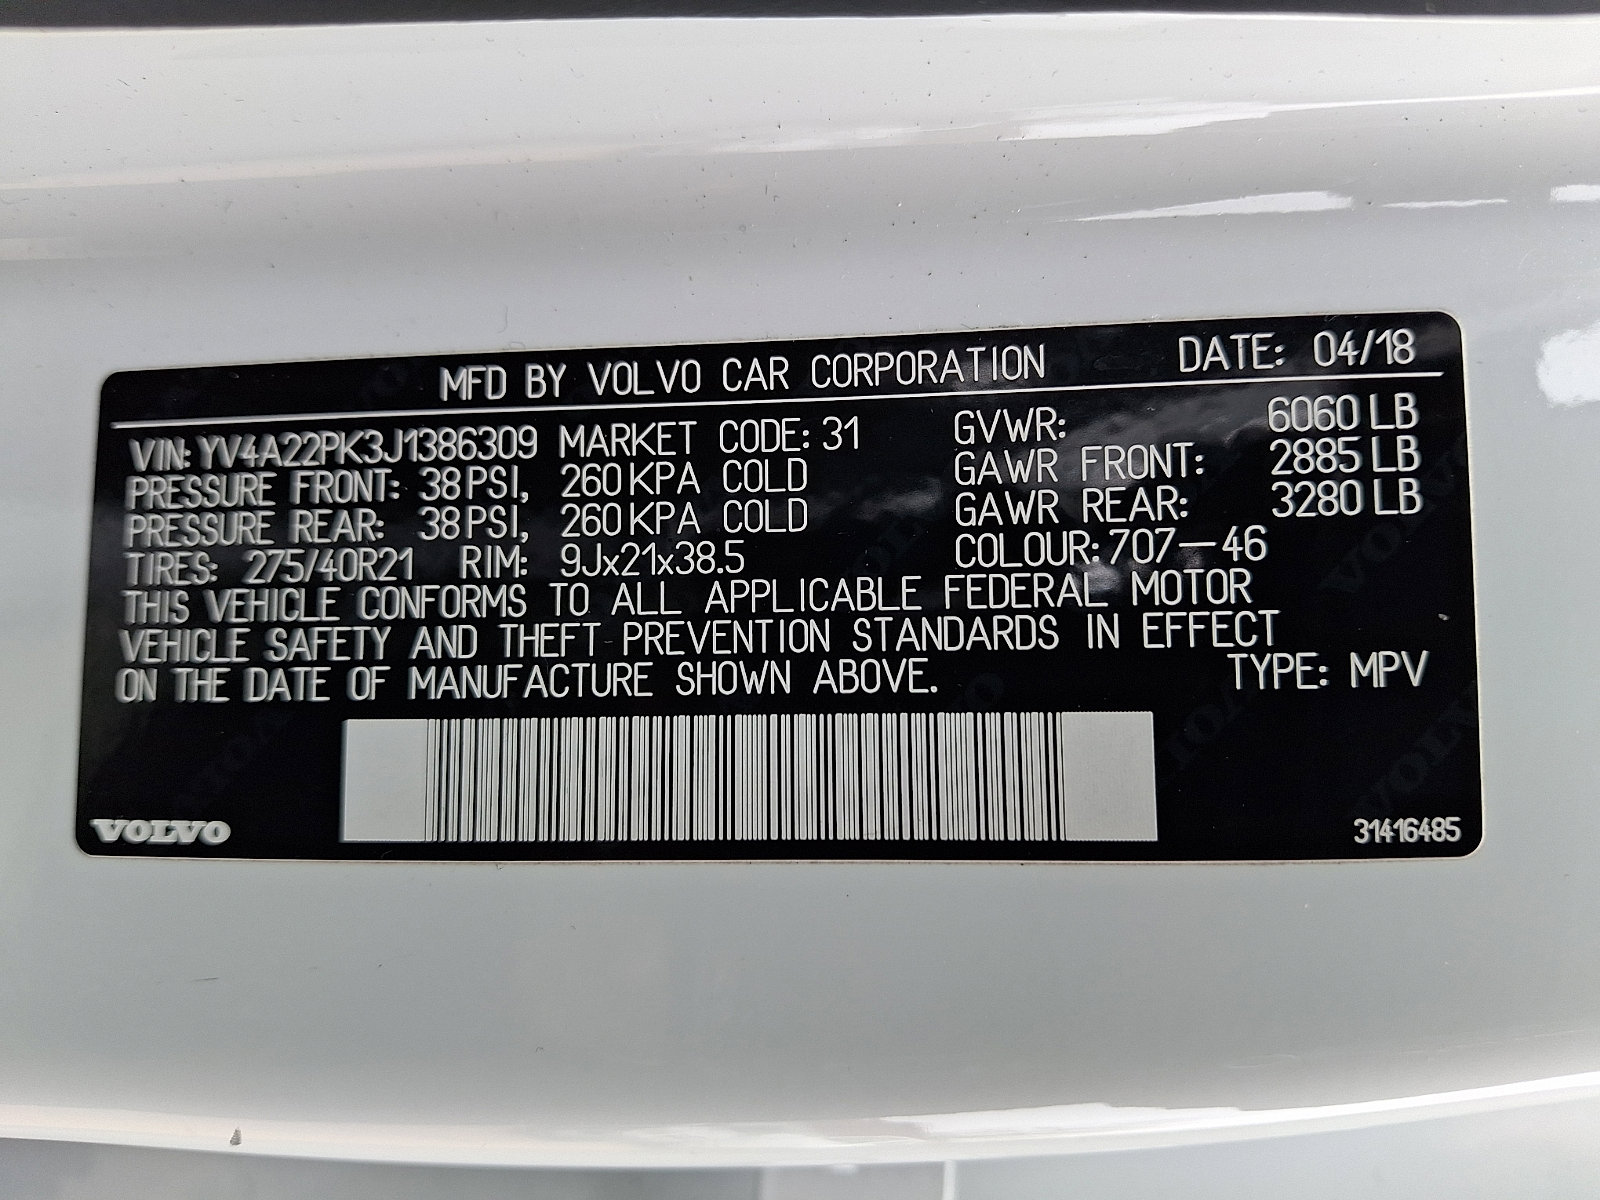 MFD BY VOLVO CAR CORPORATION DATE: 04/18
VIN: YV4A22PK3J1386309 MARKET CODE: 31 GVWR: 6060 LB
PRESSURE FRONT: 38 PSI, 260 KPA COLD GAWR FRONT: 2885 LB
PRESSURE REAR: 38 PSI, 260 KPA COLD GAWR REAR: 3280 LB
TIRES: 275/40R21 RIM: 9Jx21x38.5 COLOUR: 707-46
THIS VEHICLE CONFORMS TO ALL APPLICABLE FEDERAL MOTOR
VEHICLE SAFETY AND THEFT PREVENTION STANDARDS IN EFFECT
ON THE DATE OF MANUFACTURE SHOWN ABOVE. TYPE: MPV
VOLVO 31416485